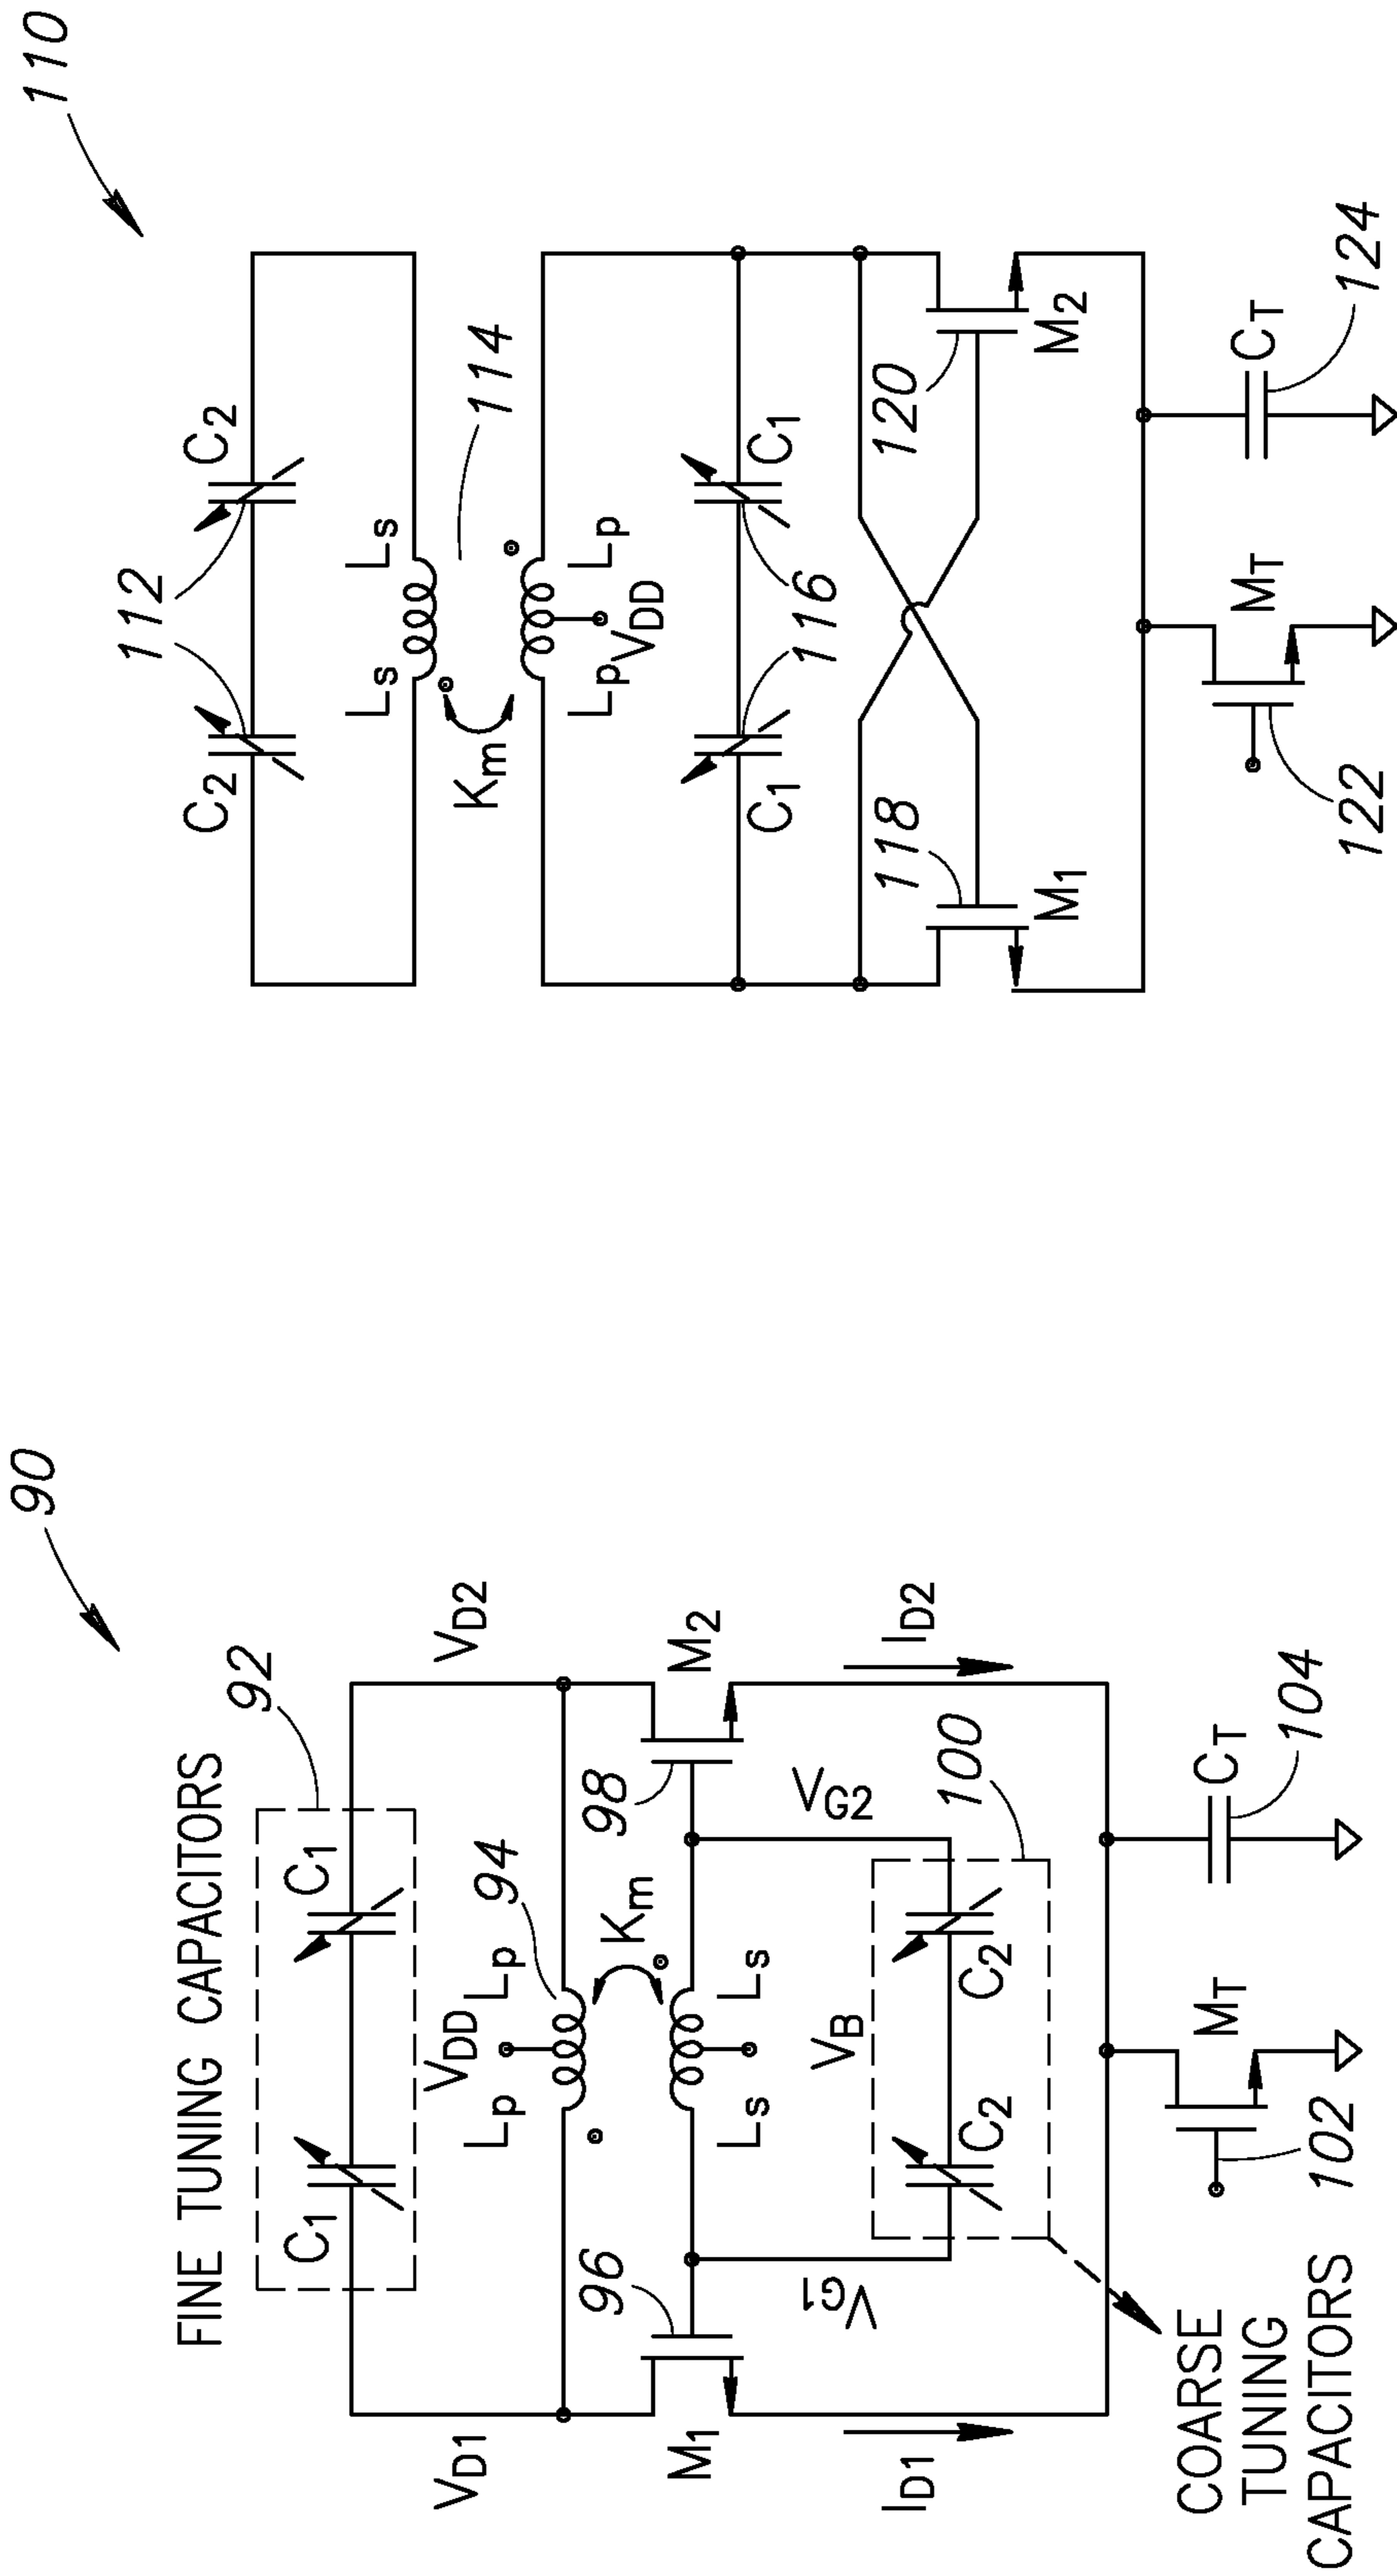 90
FINE TUNING CAPACITORS
92
C1
C1
VD1
VD2
VDD
Lp
Lp
94
Km
96
98
M1
M2
Ls
Ls
VG1
VG2
VB
100
C2
C2
ID1
ID2
COARSE
TUNING
CAPACITORS
102
MT
CT
104
110
112
C2
C2
Ls
Ls
114
Km
Lp
Lp
VDD
116
C1
C1
118
120
M1
M2
122
MT
CT
124